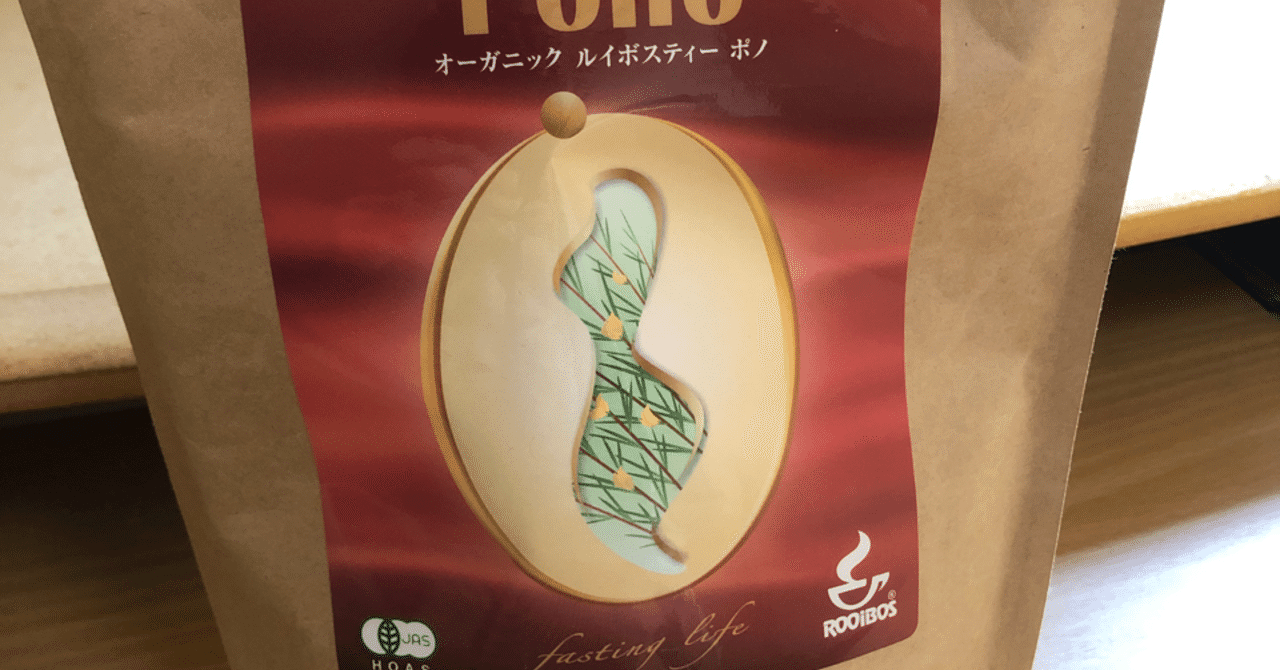 Pono
オーガニック ルイボスティー ポノ
ROOiBOS®
JAS
HOAS
fasting life